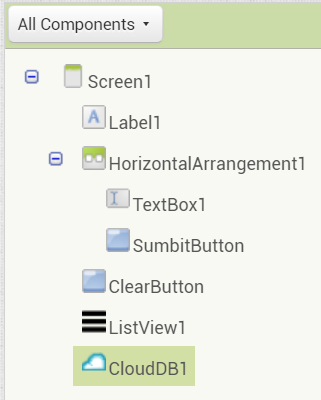 All Components
Screen1
Label1
HorizontalArrangement1
TextBox1
SumbitButton
ClearButton
ListView1
CloudDB1